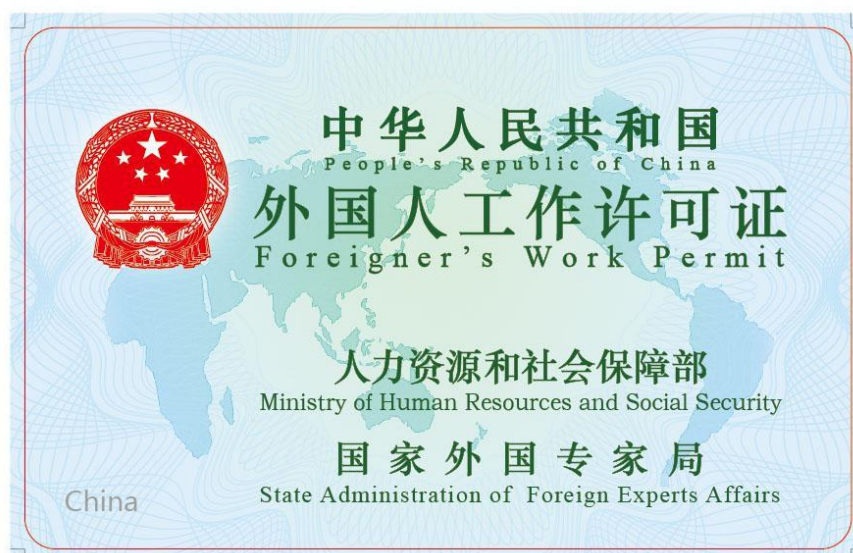 中华人民共和国
People's Republic of China
外国人工作许可证
Foreigner's Work Permit
人力资源和社会保障部
Ministry of Human Resources and Social Security
国家外国专家局
State Administration of Foreign Experts Affairs
China